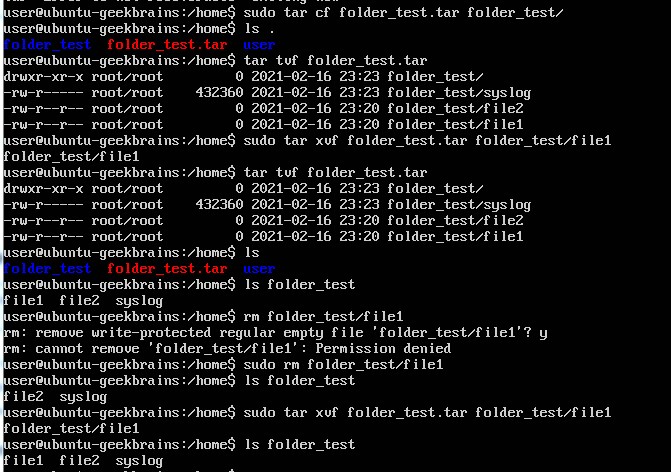 user@ubuntu-geekbrains:/home$ sudo tar cf folder_test.tar folder_test/
user@ubuntu-geekbrains:/home$ ls .
folder_test  folder_test.tar  user
user@ubuntu-geekbrains:/home$ tar tvf folder_test.tar
drwxr-xr-x root/root         0 2021-02-16 23:23 folder_test/
-rw-r----- root/root    432360 2021-02-16 23:23 folder_test/syslog
-rw-r--r-- root/root         0 2021-02-16 23:20 folder_test/file2
-rw-r--r-- root/root         0 2021-02-16 23:20 folder_test/file1
user@ubuntu-geekbrains:/home$ sudo tar xvf folder_test.tar folder_test/file1
folder_test/file1
user@ubuntu-geekbrains:/home$ tar tvf folder_test.tar
drwxr-xr-x root/root         0 2021-02-16 23:23 folder_test/
-rw-r----- root/root    432360 2021-02-16 23:23 folder_test/syslog
-rw-r--r-- root/root         0 2021-02-16 23:20 folder_test/file2
-rw-r--r-- root/root         0 2021-02-16 23:20 folder_test/file1
user@ubuntu-geekbrains:/home$ ls
folder_test  folder_test.tar  user
user@ubuntu-geekbrains:/home$ ls folder_test
file1  file2  syslog
user@ubuntu-geekbrains:/home$ rm folder_test/file1
rm: remove write-protected regular empty file 'folder_test/file1'? y
rm: cannot remove 'folder_test/file1': Permission denied
user@ubuntu-geekbrains:/home$ sudo rm folder_test/file1
user@ubuntu-geekbrains:/home$ ls folder_test
file2  syslog
user@ubuntu-geekbrains:/home$ sudo tar xvf folder_test.tar folder_test/file1
folder_test/file1
user@ubuntu-geekbrains:/home$ ls folder_test
file1  file2  syslog